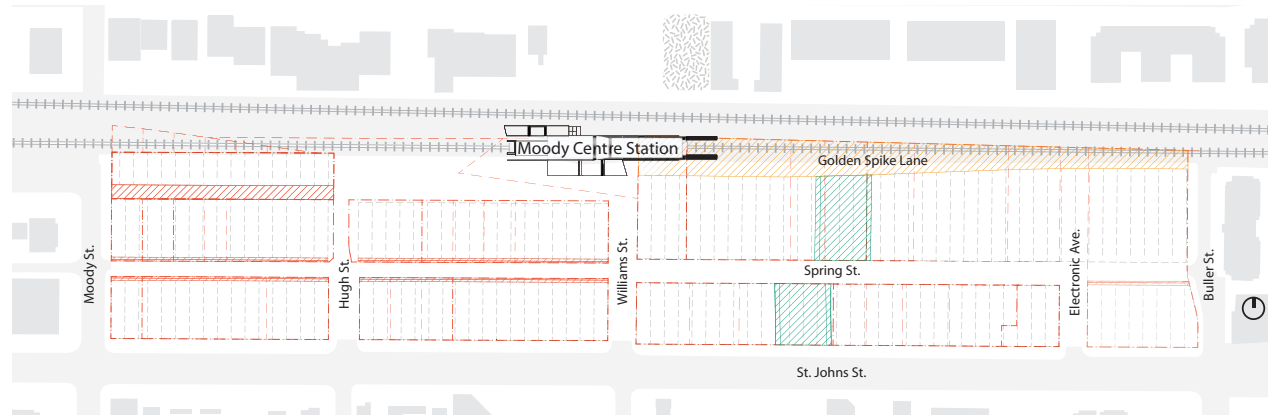 Moody Centre Station
Golden Spike Lane
Moody St.
Hugh St.
Williams St.
Spring St.
Electronic Ave.
Buller St.
St. Johns St.